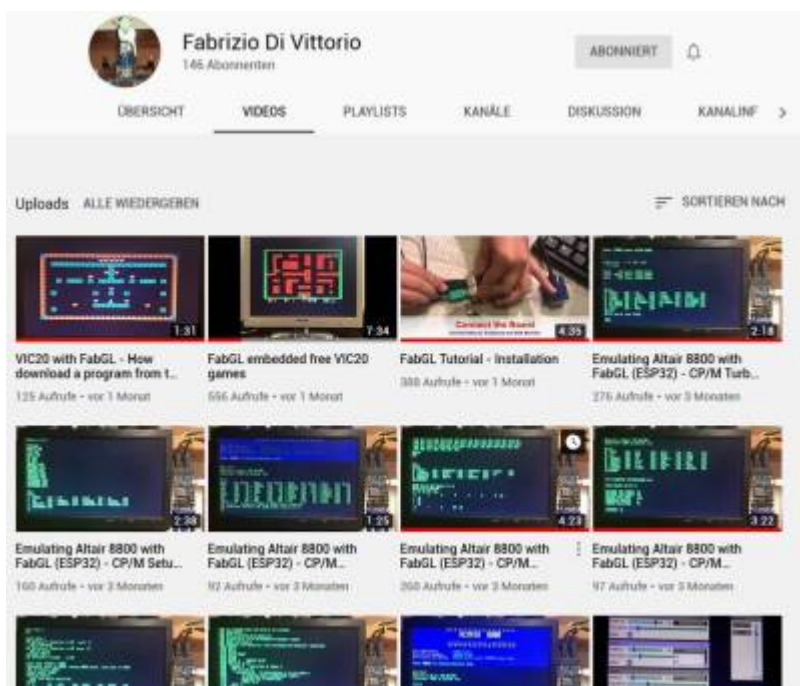 Fabrizio Di Vittorio
146 Abonnenten
ABONNIERT
ÜBERSICHT VIDEOS PLAYLISTS KANÄLE DISKUSSION KANALINF
Uploads ALLE WIEDERGEBEN SORTIEREN NACH
1:31 7:34 Connect the Board 4:35 2:18
VIC20 with FabGL - How FabGL embedded free VIC20 FabGL Tutorial - Installation Emulating Altair 8800 with
download a program from t... games FabGL (ESP32) - CP/M Turb...
125 Aufrufe • vor 1 Monat 556 Aufrufe • vor 1 Monat 388 Aufrufe • vor 1 Monat 276 Aufrufe • vor 3 Monaten
2:38 1:25 4:23 3:22
Emulating Altair 8800 with Emulating Altair 8800 with Emulating Altair 8800 with Emulating Altair 8800 with
FabGL (ESP32) - CP/M Setu... FabGL (ESP32) - CP/M... FabGL (ESP32) - CP/M... FabGL (ESP32) - CP/M...
160 Aufrufe • vor 3 Monaten 92 Aufrufe • vor 3 Monaten 260 Aufrufe • vor 3 Monaten 97 Aufrufe • vor 3 Monaten